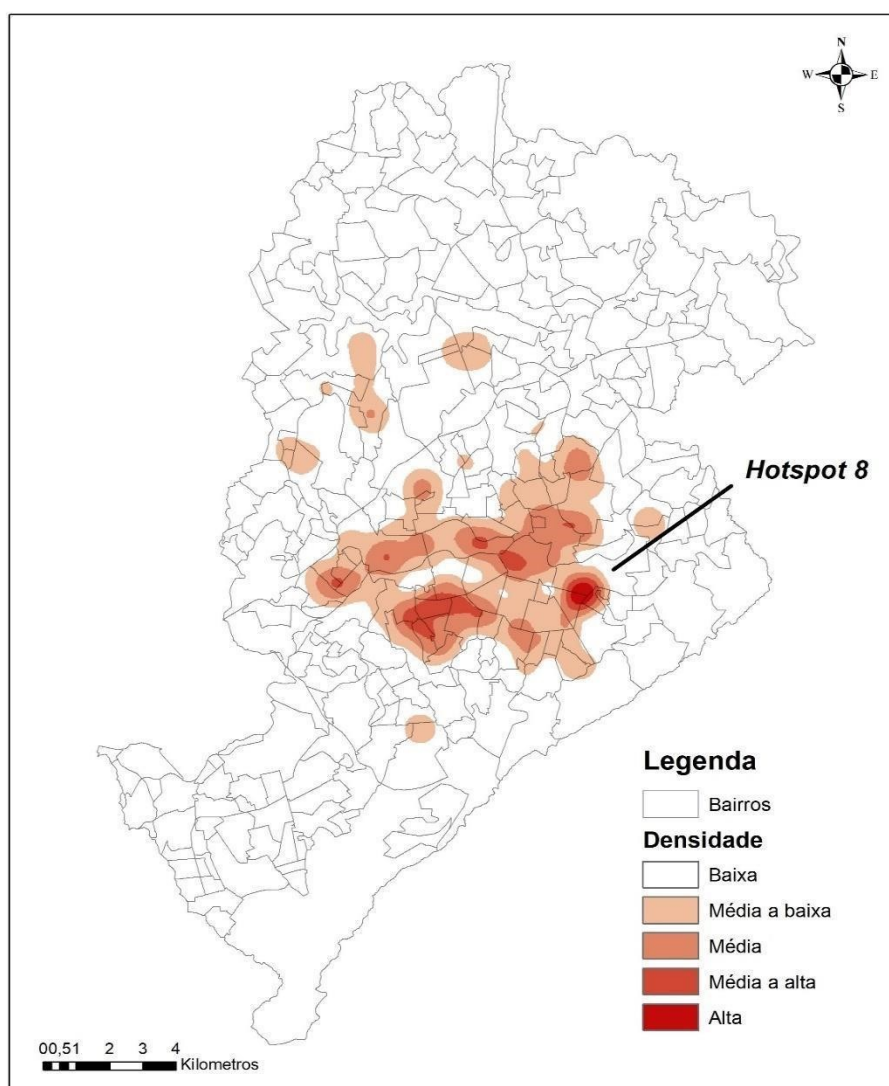 N
W E
S
Hotspot 8
Legenda
Bairros
Densidade
Baixa
Média a baixa
Média
Média a alta
Alta
00,51 2 3 4
Kilometros